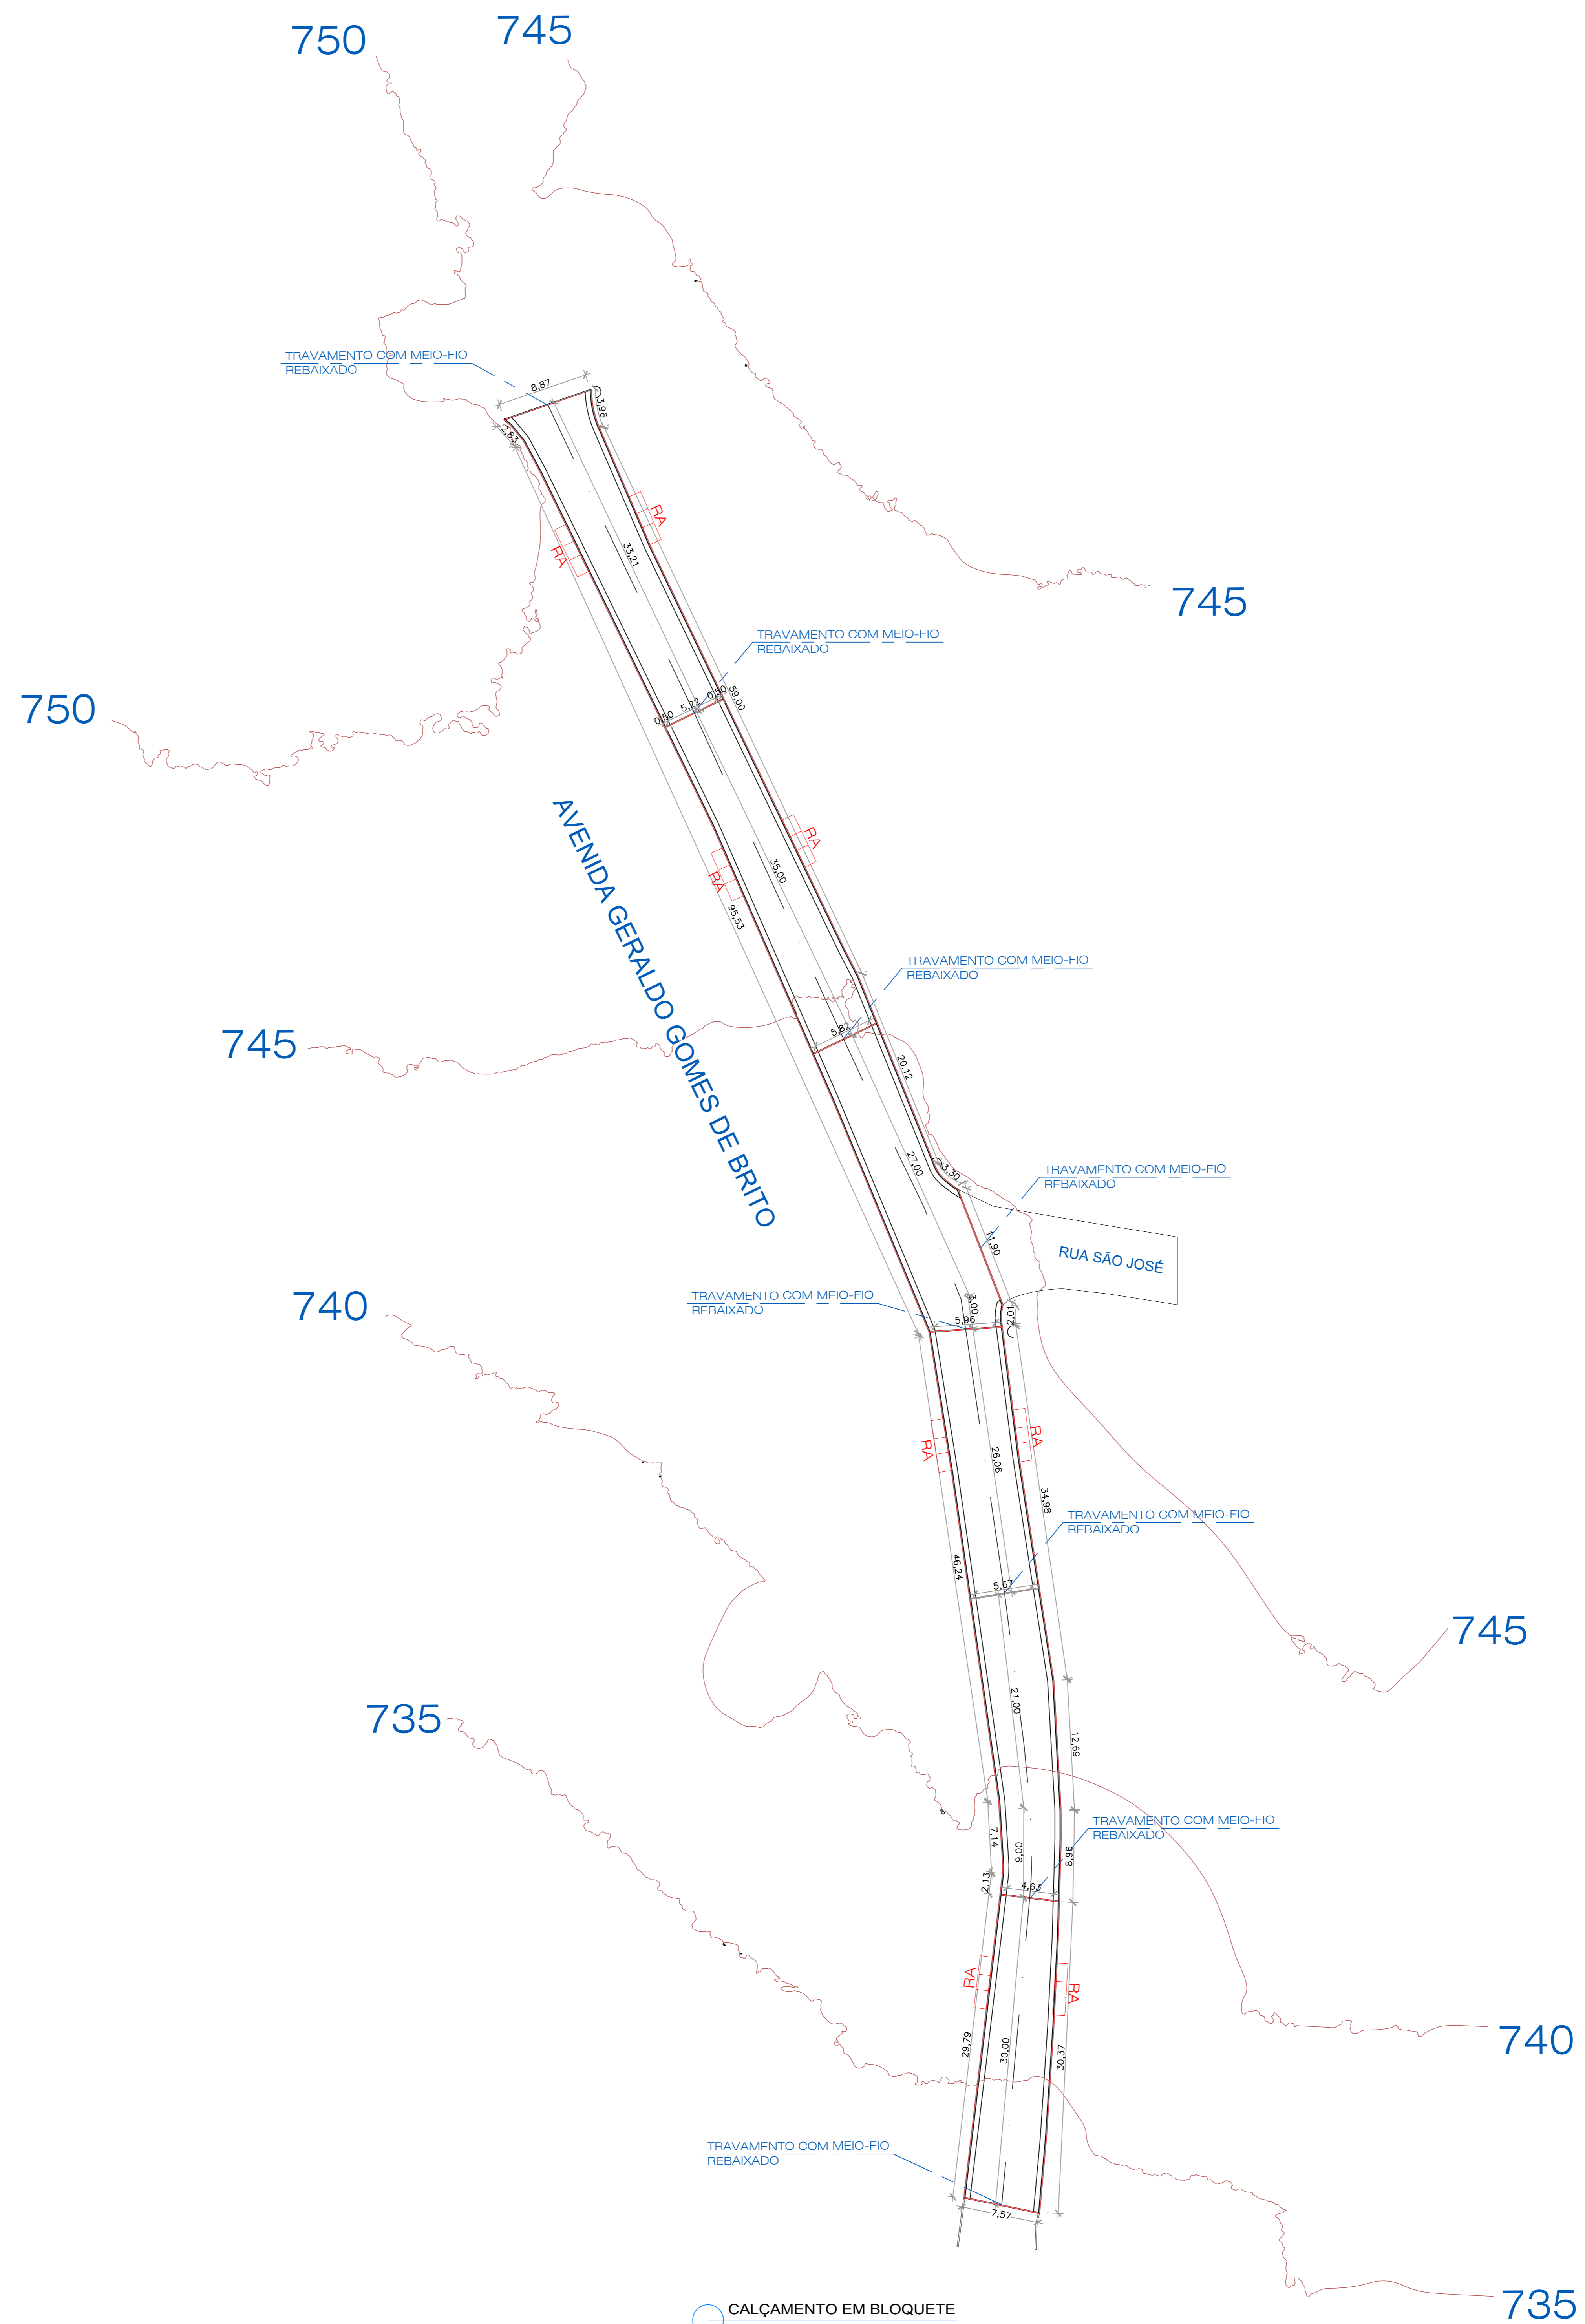 750
745
TRAVAMENTO COM MEIO-FIO
REBAIXADO
8,87
3,96
2,83
RA
33,21
RA
745
TRAVAMENTO COM MEIO-FIO
REBAIXADO
750
0,50
5,22
0,50
59,00
AVENIDA GERALDO GOMES DE BRITO
RA
35,00
RA
95,53
TRAVAMENTO COM MEIO-FIO
REBAIXADO
745
5,82
20,12
27,00
3,30
TRAVAMENTO COM MEIO-FIO
REBAIXADO
11,90
RUA SÃO JOSÉ
740
TRAVAMENTO COM MEIO-FIO
REBAIXADO
3,00
5,96
2,01
RA
RA
26,06
34,98
TRAVAMENTO COM MEIO-FIO
REBAIXADO
46,24
5,67
745
735
21,00
12,69
TRAVAMENTO COM MEIO-FIO
REBAIXADO
7,14
9,00
8,96
2,13
4,63
RA
RA
740
29,79
30,00
30,37
TRAVAMENTO COM MEIO-FIO
REBAIXADO
7,57
735
CALÇAMENTO EM BLOQUETE